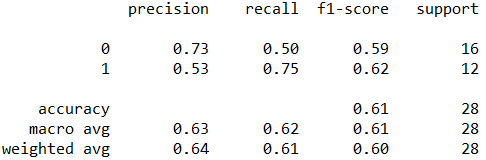 precision recall f1-score support
0 0.73 0.50 0.59 16
1 0.53 0.75 0.62 12
accuracy 0.61 28
macro avg 0.63 0.62 0.61 28
weighted avg 0.64 0.61 0.60 28